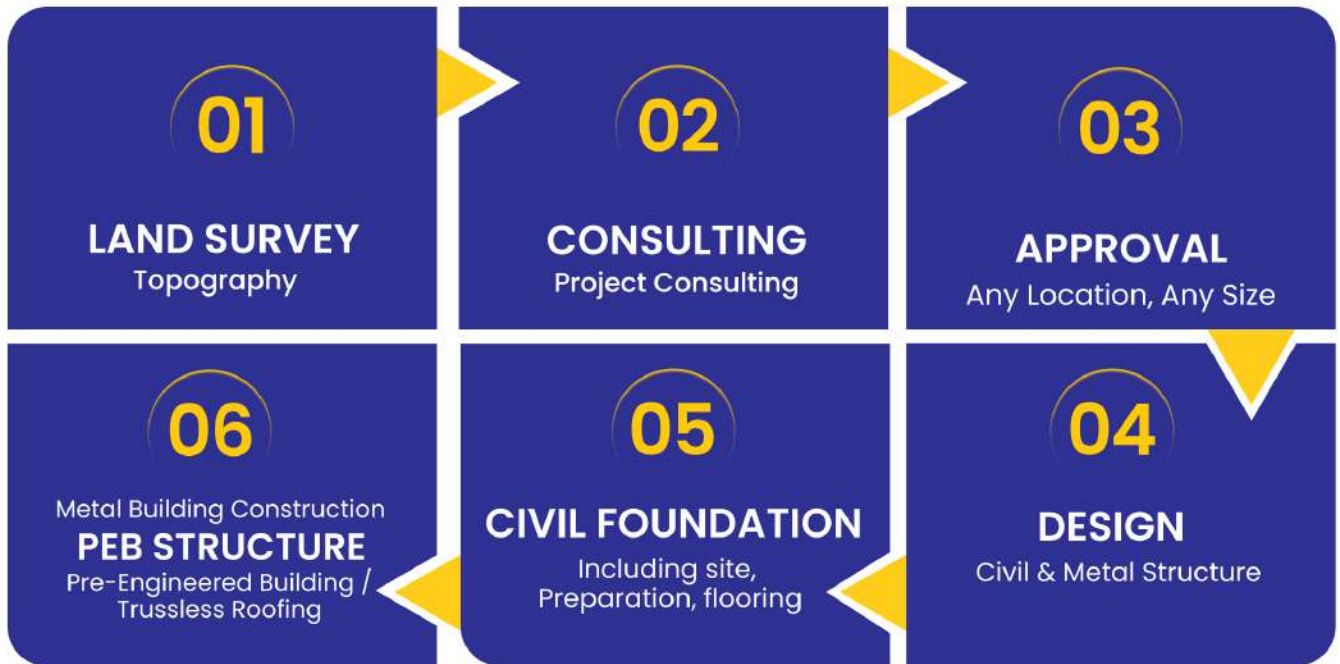 01
LAND SURVEY
Topography
02
CONSULTING
Project Consulting
03
APPROVAL
Any Location, Any Size
04
DESIGN
Civil & Metal Structure
05
CIVIL FOUNDATION
Including site,
Preparation, flooring
06
Metal Building Construction
PEB STRUCTURE
Pre-Engineered Building /
Trussless Roofing